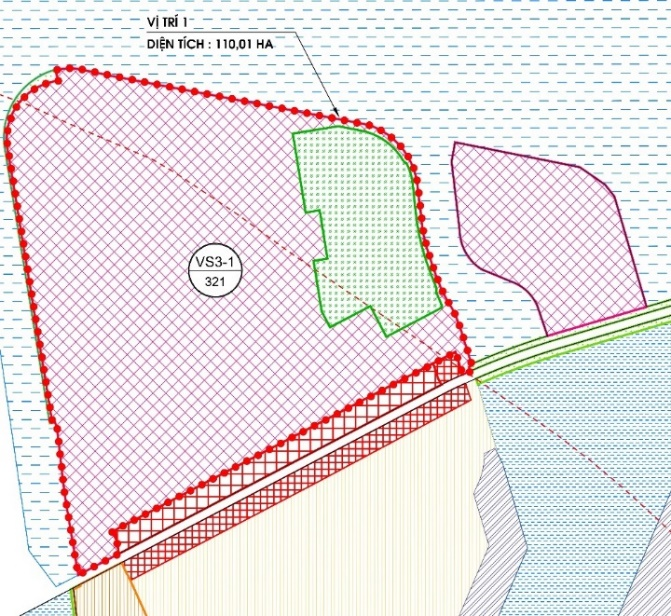 VỊ TRÍ 1
DIỆN TÍCH : 110,01 HA
VS3-1
321